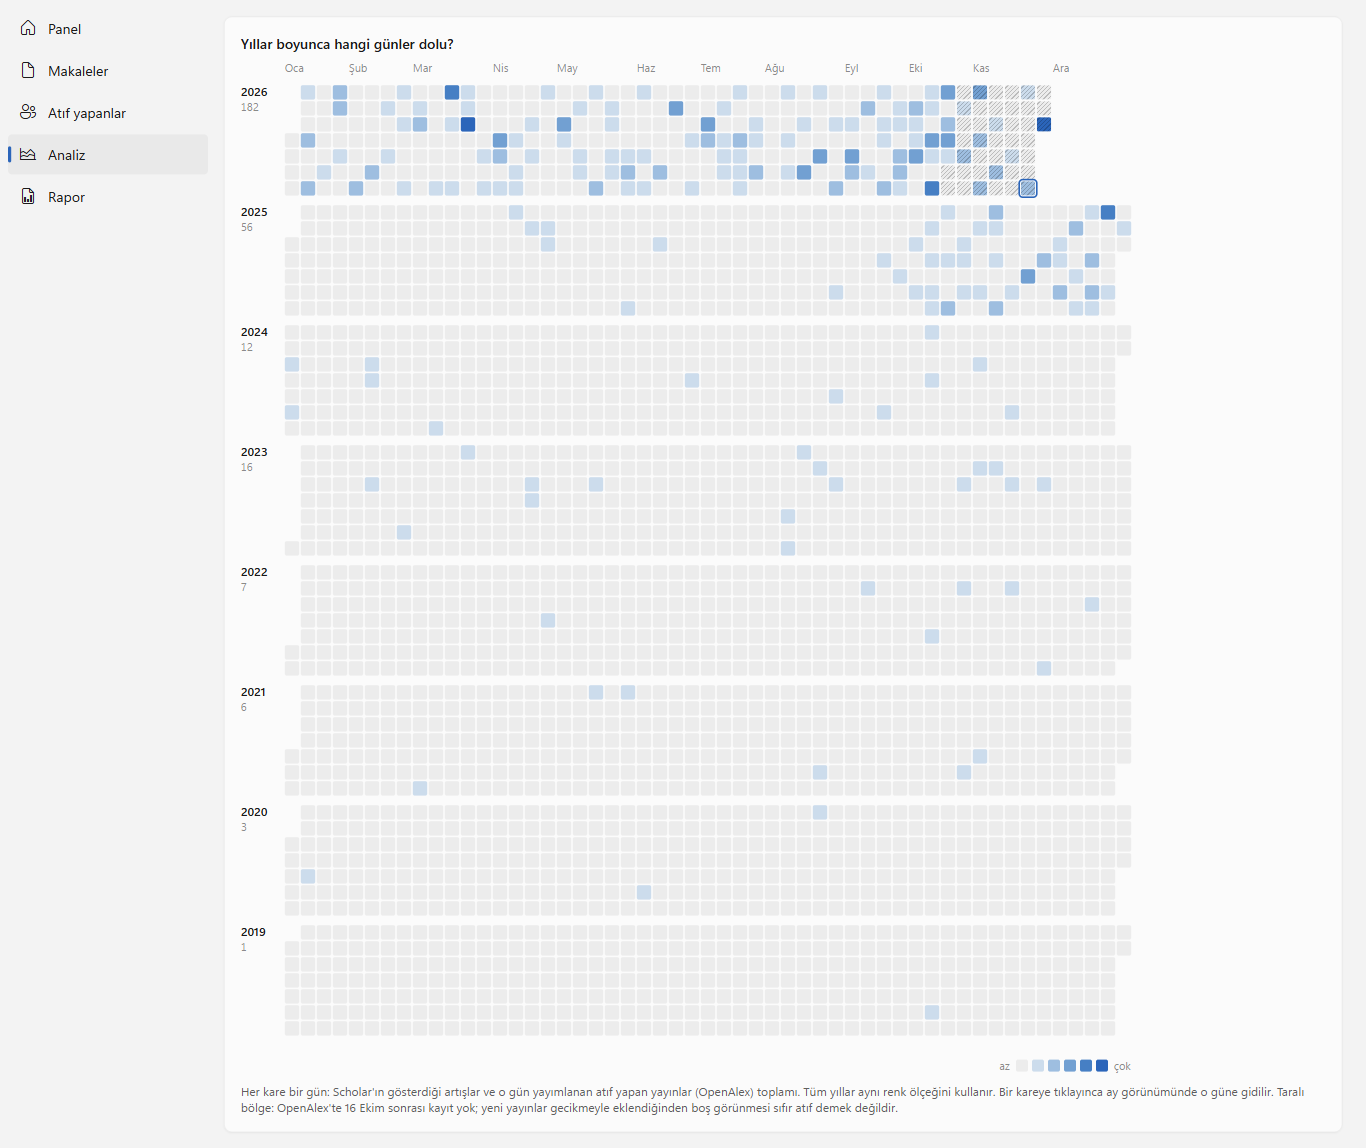 Panel
Makaleler
Atıf yapanlar
Analiz
Rapor
Yıllar boyunca hangi günler dolu?
Oca Şub Mar Nis May Haz Tem Ağu Eyl Eki Kas Ara
2026
182
2025
56
2024
12
2023
16
2022
7
2021
6
2020
3
2019
1
az çok
Her kare bir gün: Scholar'ın gösterdiği artışlar ve o gün yayımlanan atıf yapan yayınlar (OpenAlex) toplamı. Tüm yıllar aynı renk ölçeğini kullanır. Bir kareye tıklayınca ay görünümünde o güne gidilir. Taralı
bölge: OpenAlex'te 16 Ekim sonrası kayıt yok; yeni yayınlar gecikmeyle eklendiğinden boş görünmesi sıfır atıf demek değildir.